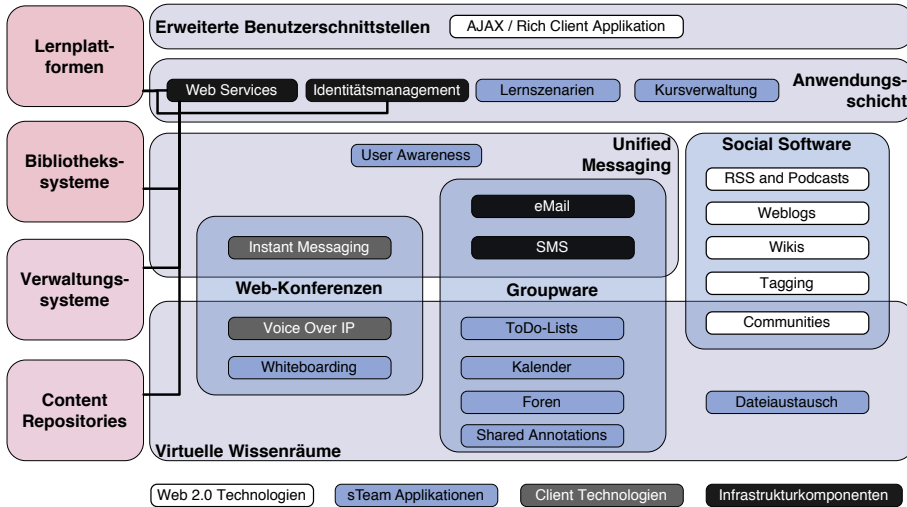 Lernplatt-
formen
Bibliotheks-
systeme
Verwaltungs-
systeme
Content
Repositories
Erweiterte Benutzerschnittstellen
AJAX / Rich Client Applikation
Web Services
Identitätsmanagement
Lernszenarien
Kursverwaltung
Anwendungs-
schicht
User Awareness
Unified
Messaging
Social Software
RSS and Podcasts
Weblogs
Wikis
Tagging
Communities
eMail
SMS
Groupware
ToDo-Lists
Kalender
Foren
Shared Annotations
Instant Messaging
Web-Konferenzen
Voice Over IP
Whiteboarding
Dateiaustausch
Virtuelle Wissenräume
Web 2.0 Technologien
sTeam Applikationen
Client Technologien
Infrastrukturkomponenten